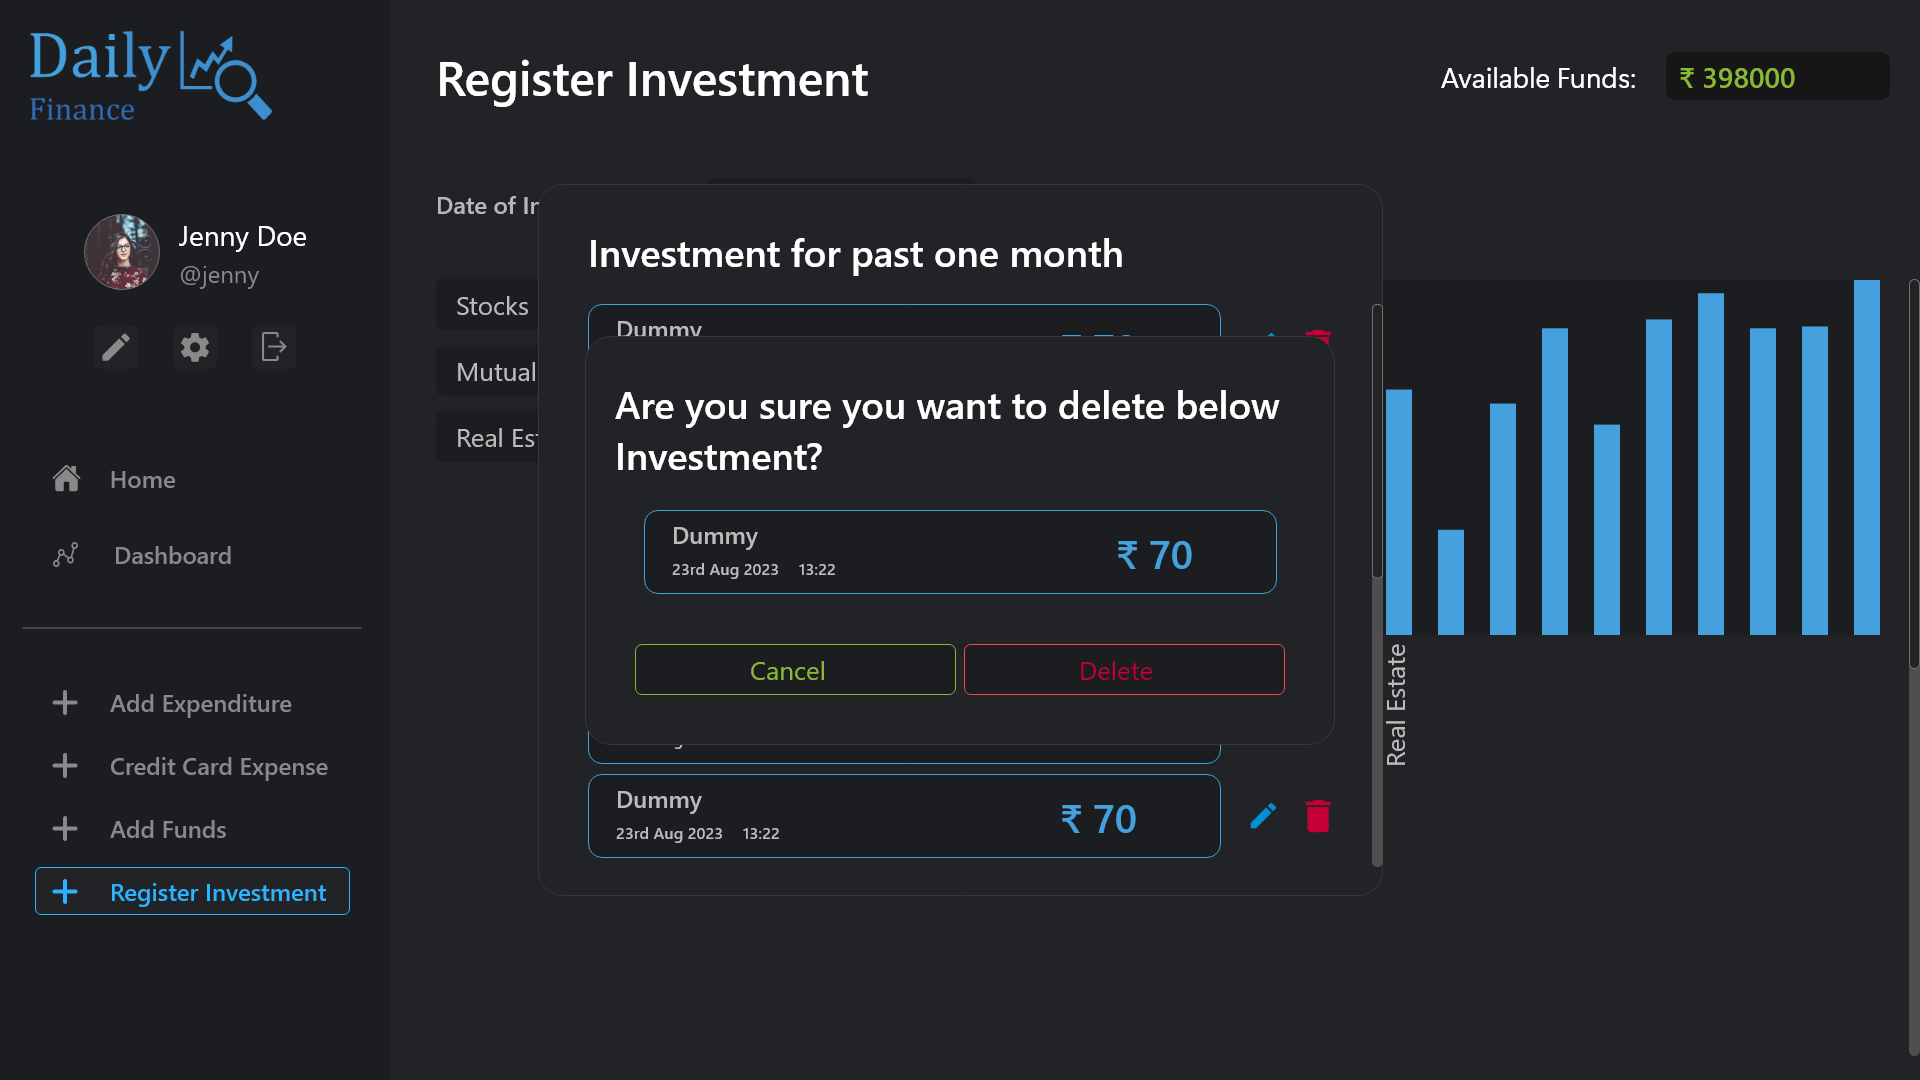 Daily
Finance
Jenny Doe
@jenny
Home
Dashboard
Add Expenditure
Credit Card Expense
Add Funds
Register Investment
Register Investment
Available Funds:
₹ 398000
Date of
Stocks
Mutual
Real
Investment for past one month
Dummy
Are you sure you want to delete below
Investment?
Dummy
₹ 70
23rd Aug 2023 13:22
Cancel
Delete
Dummy
₹ 70
23rd Aug 2023 13:22
Real Estate